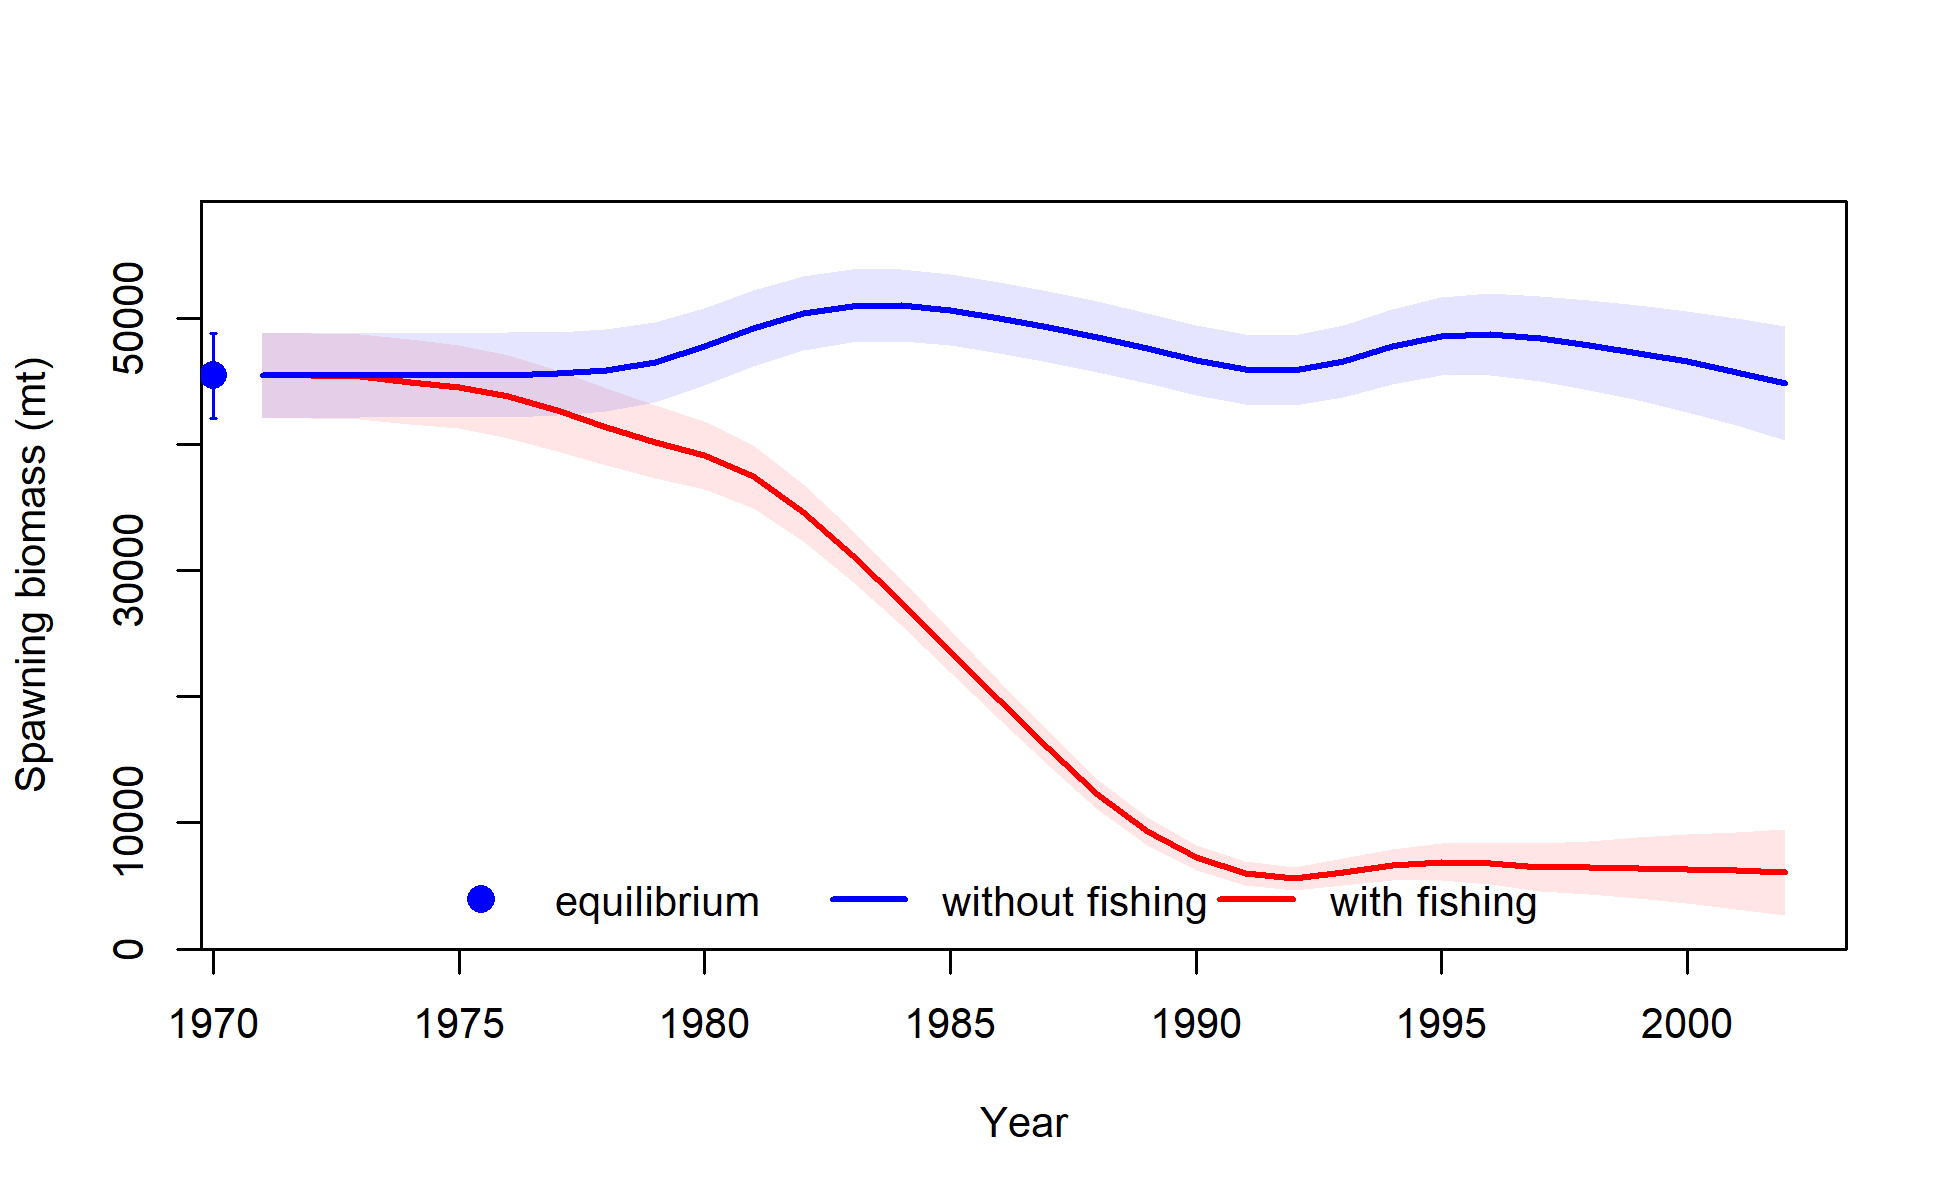 Spawning biomass (mt)
50000
30000
10000
0
equilibrium without fishing with fishing
1970 1975 1980 1985 1990 1995 2000
Year